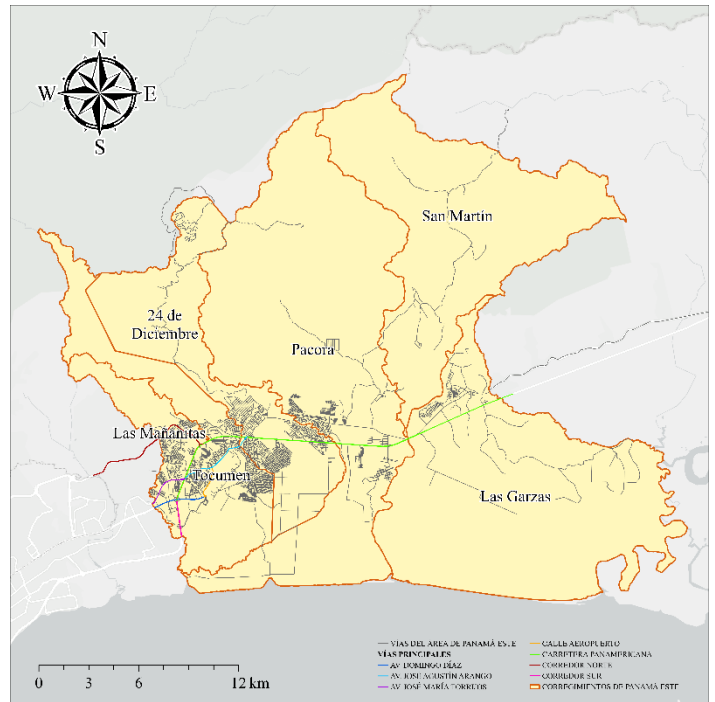 N
W E
S
San Martin
24 de
Diciembre
Pacora
Las Mañanitas
Tocumen
Las Garzas
VÍAS DEL ÁREA DE PANAMÁ ESTE
VÍAS PRINCIPALES
AV. DOMINGO DÍAZ
AV. JOSÉ AGUSTÍN ARANGO
AV. JOSÉ MARÍA TORRIJOS
CALLE AEROPUERTO
CARRETERA PANAMERICANA
CORREDOR NORTE
CORREDOR SUR
CORREGIMIENTOS DE PANAMÁ ESTE
0 3 6 12 km